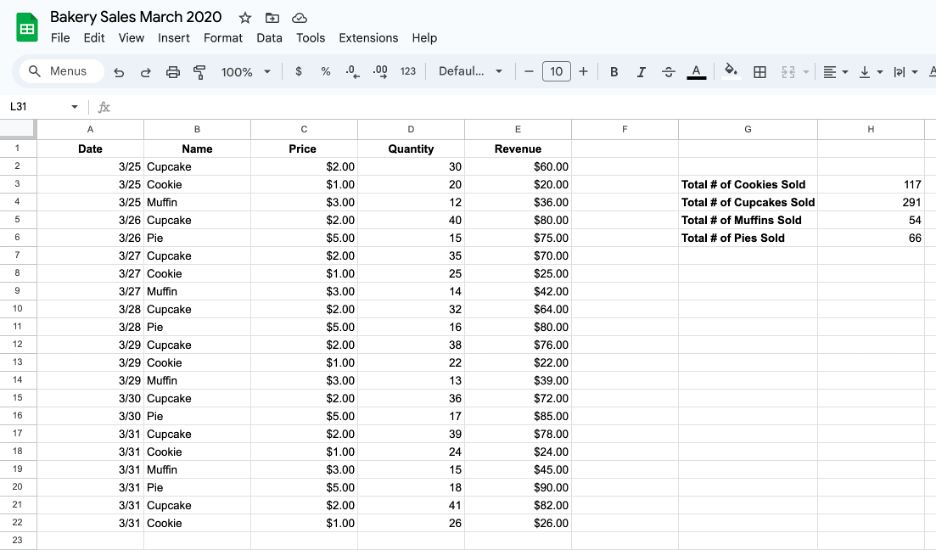 Bakery Sales March 2020
File Edit View Insert Format Data Tools Extensions Help
Menus 100% $ % .0 .00 123 Defaul... − 10 + B I S A A
L31 fx
A B C D E F G H
1 Date Name Price Quantity Revenue
2 3/25 Cupcake $2.00 30 $60.00
3 3/25 Cookie $1.00 20 $20.00 Total # of Cookies Sold 117
4 3/25 Muffin $3.00 12 $36.00 Total # of Cupcakes Sold 291
5 3/26 Cupcake $2.00 40 $80.00 Total # of Muffins Sold 54
6 3/26 Pie $5.00 15 $75.00 Total # of Pies Sold 66
7 3/27 Cupcake $2.00 35 $70.00
8 3/27 Cookie $1.00 25 $25.00
9 3/27 Muffin $3.00 14 $42.00
10 3/28 Cupcake $2.00 32 $64.00
11 3/28 Pie $5.00 16 $80.00
12 3/29 Cupcake $2.00 38 $76.00
13 3/29 Cookie $1.00 22 $22.00
14 3/29 Muffin $3.00 13 $39.00
15 3/30 Cupcake $2.00 36 $72.00
16 3/30 Pie $5.00 17 $85.00
17 3/31 Cupcake $2.00 39 $78.00
18 3/31 Cookie $1.00 24 $24.00
19 3/31 Muffin $3.00 15 $45.00
20 3/31 Pie $5.00 18 $90.00
21 3/31 Cupcake $2.00 41 $82.00
22 3/31 Cookie $1.00 26 $26.00
23